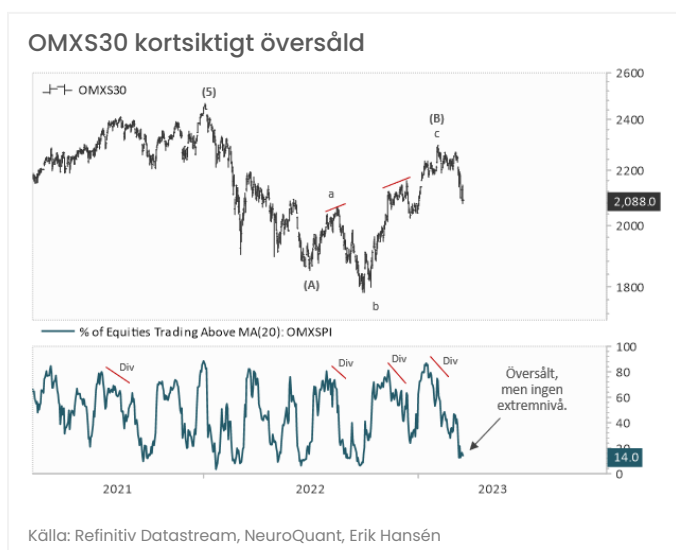 OMXS30 kortsiktigt översåld
OMXS30
(5)
(B)
c
a
(A)
b
2600
2400
2200
2,088.0
2000
1800
% of Equities Trading Above MA(20): OMXSPI
Div
Div
Div
Div
Översålt,
men ingen
extremnivå.
100
80
60
40
20
14.0
0
2021
2022
2023
Källa: Refinitiv Datastream, NeuroQuant, Erik Hansén